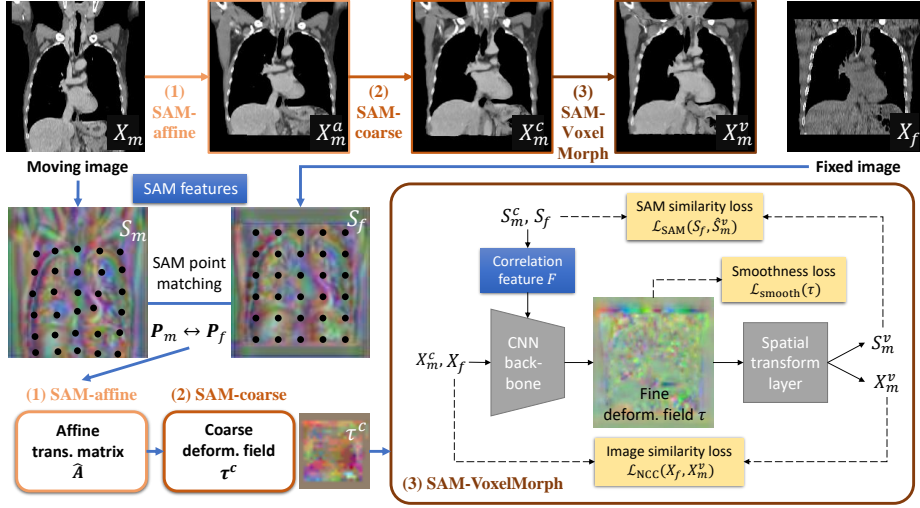 (1)
SAM-
affine
(2)
SAM-
coarse
(3)
SAM-
Voxel
Morph
X_m
X_m^a
X_m^c
X_m^v
X_f
Moving image
Fixed image
SAM features
S_m
S_f
SAM point
matching
P_m ↔ P_f
(1) SAM-affine
(2) SAM-coarse
Affine
trans. matrix
Â
Coarse
deform. field
τ^c
τ^c
S_m^c, S_f
SAM similarity loss
ℒ_SAM(S_f, Ŝ_m^v)
Correlation
feature F
Smoothness loss
ℒ_smooth(τ)
X_m^c, X_f
CNN
back-
bone
Fine
deform. field τ
Spatial
transform
layer
S_m^v
X_m^v
Image similarity loss
ℒ_NCC(X_f, X_m^v)
(3) SAM-VoxelMorph